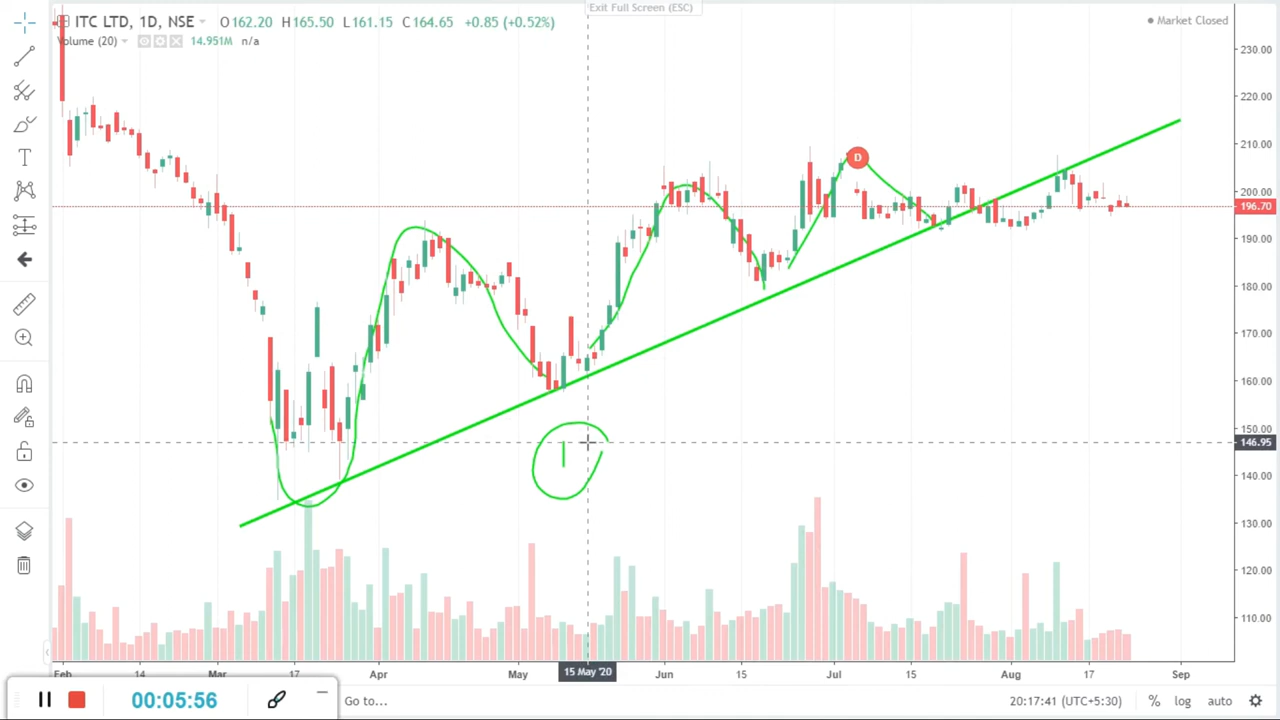 Exit Full Screen (ESC)
ITC LTD, 1D, NSE O162.20 H165.50 L161.15 C164.65 +0.85 (+0.52%)
Market Closed
Volume (20) 14.951M n/a
230.00
220.00
210.00
200.00
196.70
190.00
180.00
170.00
160.00
150.00
146.95
140.00
130.00
120.00
110.00
D
T
Feb 14 Mar 17 Apr May 15 May '20 Jun 15 Jul 15 Aug 17 Sep
00:05:56 Go to... 20:17:41 (UTC+5:30) % log auto